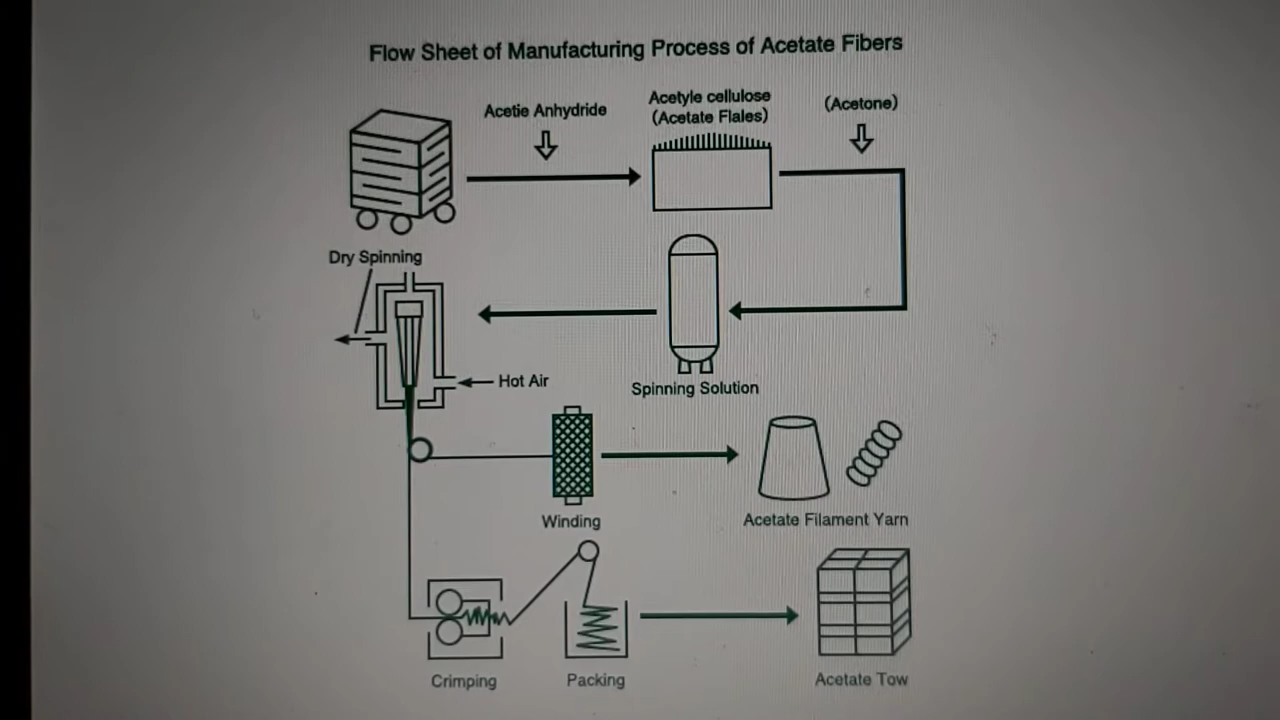 Flow Sheet of Manufacturing Process of Acetate Fibers
Acetie Anhydride
Acetyle cellulose
(Acetate Flales)
(Acetone)
Dry Spinning
Hot Air
Spinning Solution
Winding
Acetate Filament Yarn
Crimping
Packing
Acetate Tow